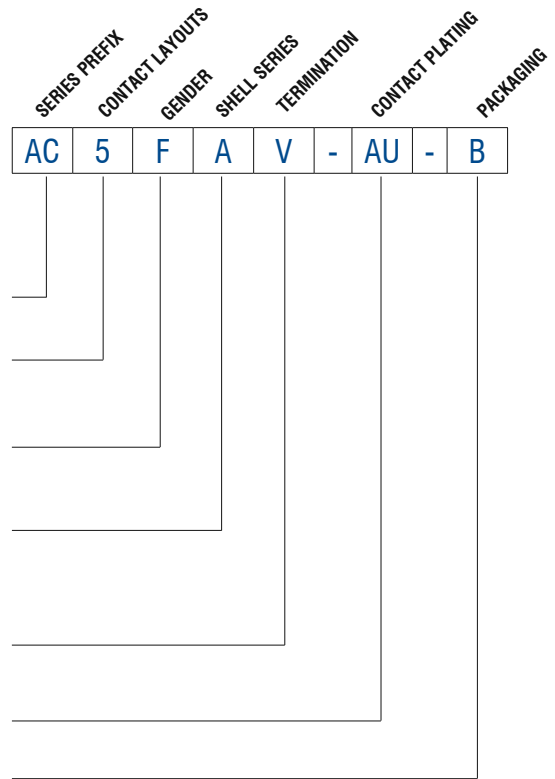 SERIES PREFIX
CONTACT LAYOUTS
GENDER
SHELL SERIES
TERMINATION
CONTACT PLATING
PACKAGING
AC 5 F A V - AU - B